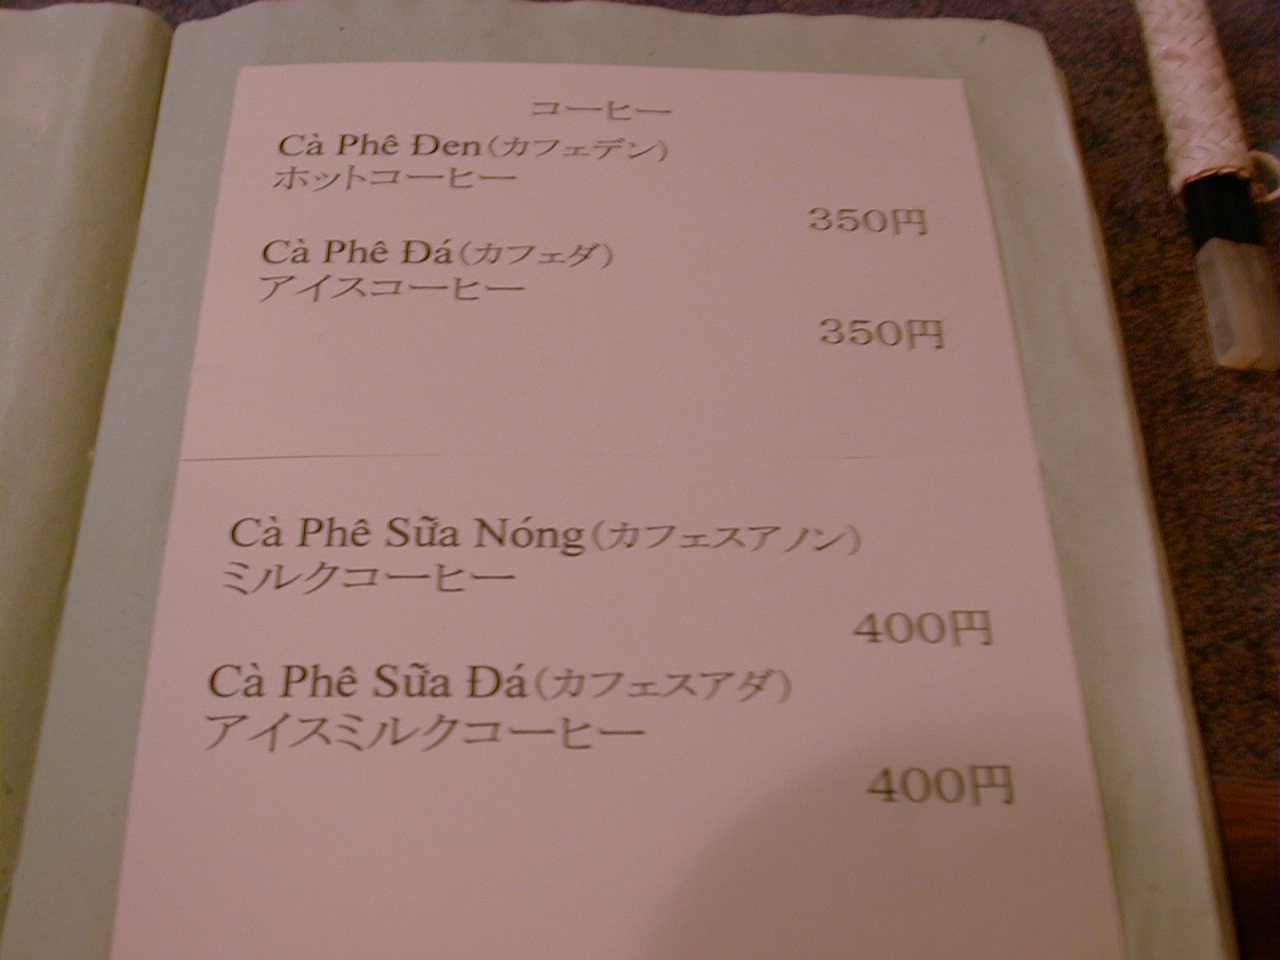 コーヒー
Cà Phê Đen(カフェデン)
ホットコーヒー
350円
Cà Phê Đá(カフェダ)
アイスコーヒー
350円
Cà Phê Sữa Nóng(カフェスアノン)
ミルクコーヒー
400円
Cà Phê Sữa Đá(カフェスアダ)
アイスミルクコーヒー
400円